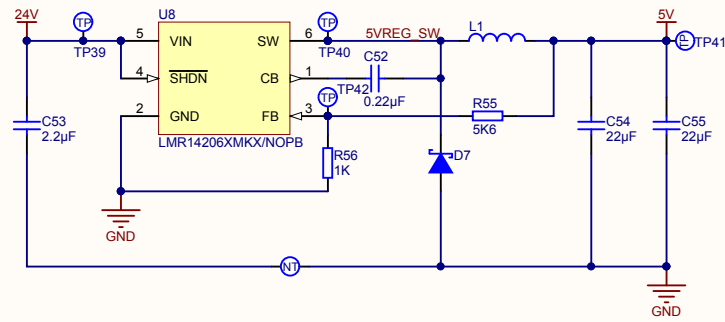 24V
U8
TP
TP
5V
5
VIN
SW
6
5VREG_SW
L1
TP
TP41
TP39
TP40
C52
4
SHDN
CB
1
TP
TP42
0.22µF
2
GND
FB
3
R55
5K6
C53
2.2µF
C54
22µF
C55
22µF
LMR14206XMKX/NOPB
R56
1K
D7
GND
NT
GND